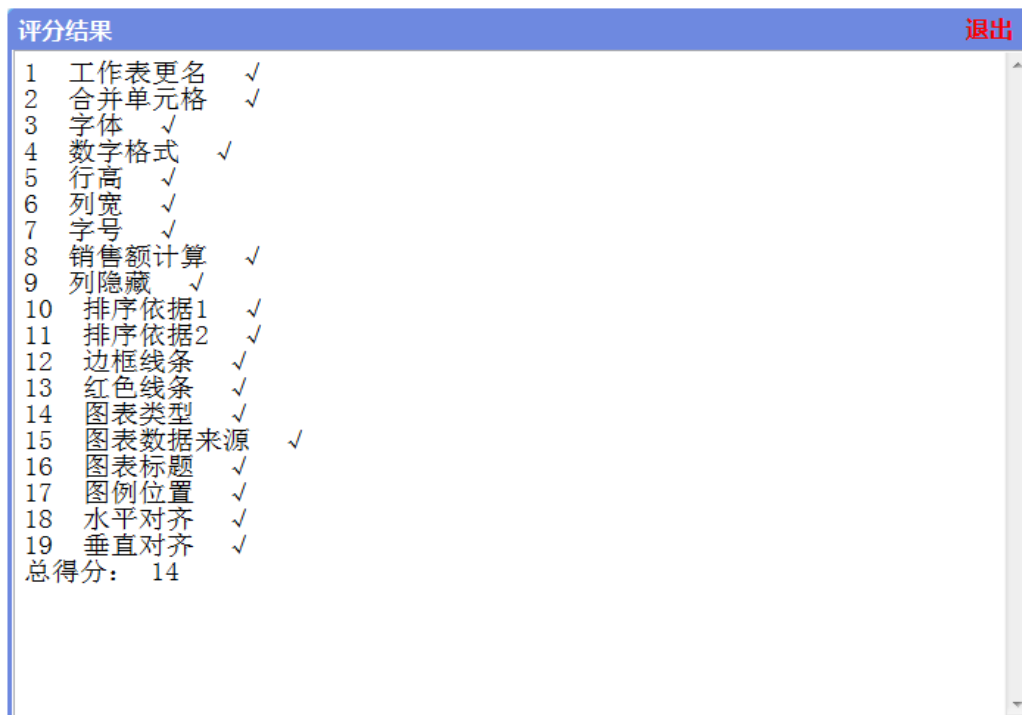 评分结果 退出
1 工作表更名 √
2 合并单元格 √
3 字体 √
4 数字格式 √
5 行高 √
6 列宽 √
7 字号 √
8 销售额计算 √
9 列隐藏 √
10 排序依据1 √
11 排序依据2 √
12 边框线条 √
13 红色线条 √
14 图表类型 √
15 图表数据来源 √
16 图表标题 √
17 图例位置 √
18 水平对齐 √
19 垂直对齐 √
总得分： 14